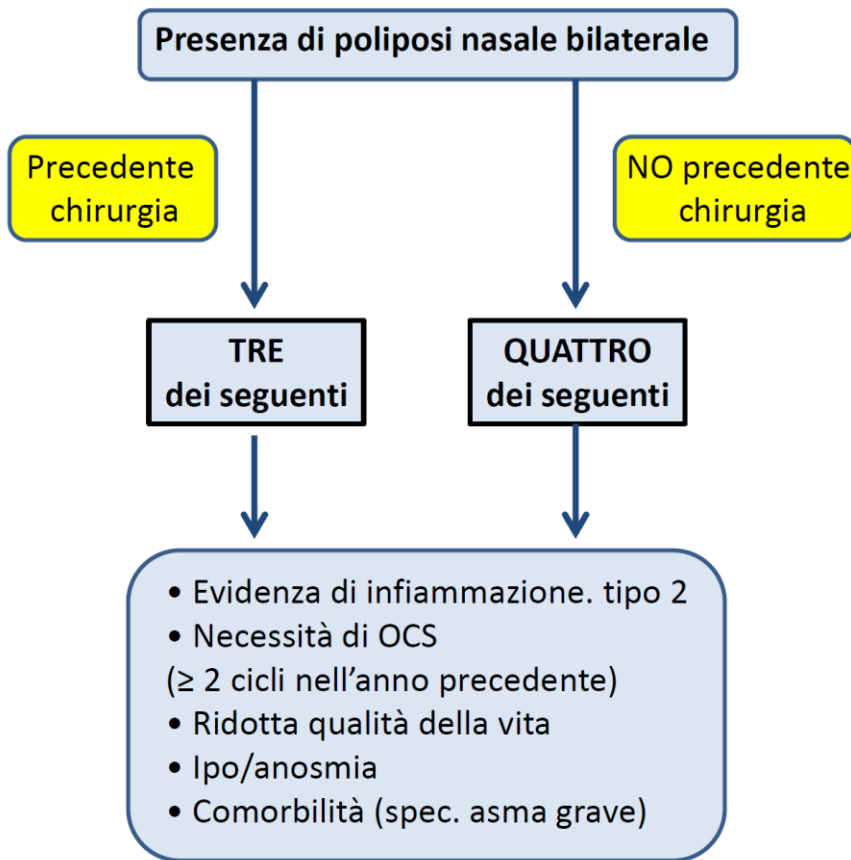 Presenza di poliposi nasale bilaterale
Precedente
chirurgia
NO precedente
chirurgia
TRE
dei seguenti
QUATTRO
dei seguenti
• Evidenza di infiammazione. tipo 2
• Necessità di OCS
(≥ 2 cicli nell'anno precedente)
• Ridotta qualità della vita
• Ipo/anosmia
• Comorbilità (spec. asma grave)